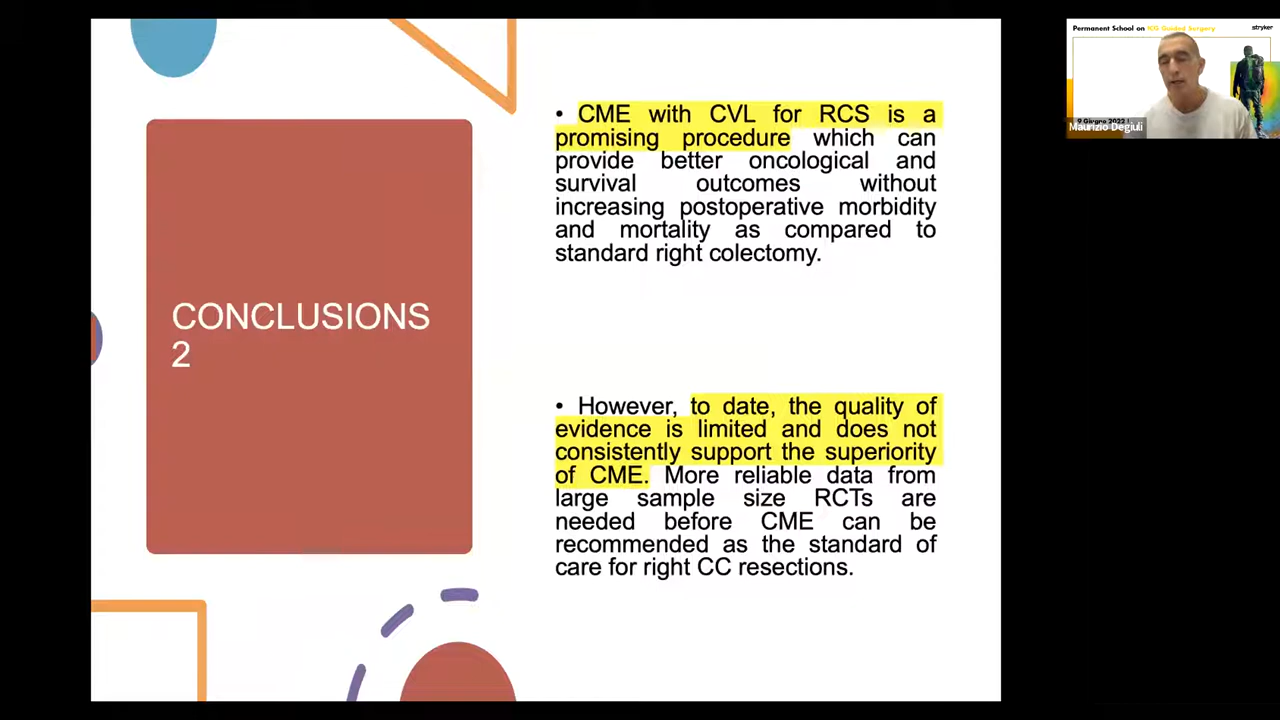 CONCLUSIONS
2
• CME with CVL for RCS is a
promising procedure which can
provide better oncological and
survival outcomes without
increasing postoperative morbidity
and mortality as compared to
standard right colectomy.
• However, to date, the quality of
evidence is limited and does not
consistently support the superiority
of CME. More reliable data from
large sample size RCTs are
needed before CME can be
recommended as the standard of
care for right CC resections.
Permanent School on ICG Guided Surgery
stryker
9 Giugno 2022
Maurizio Degiuli